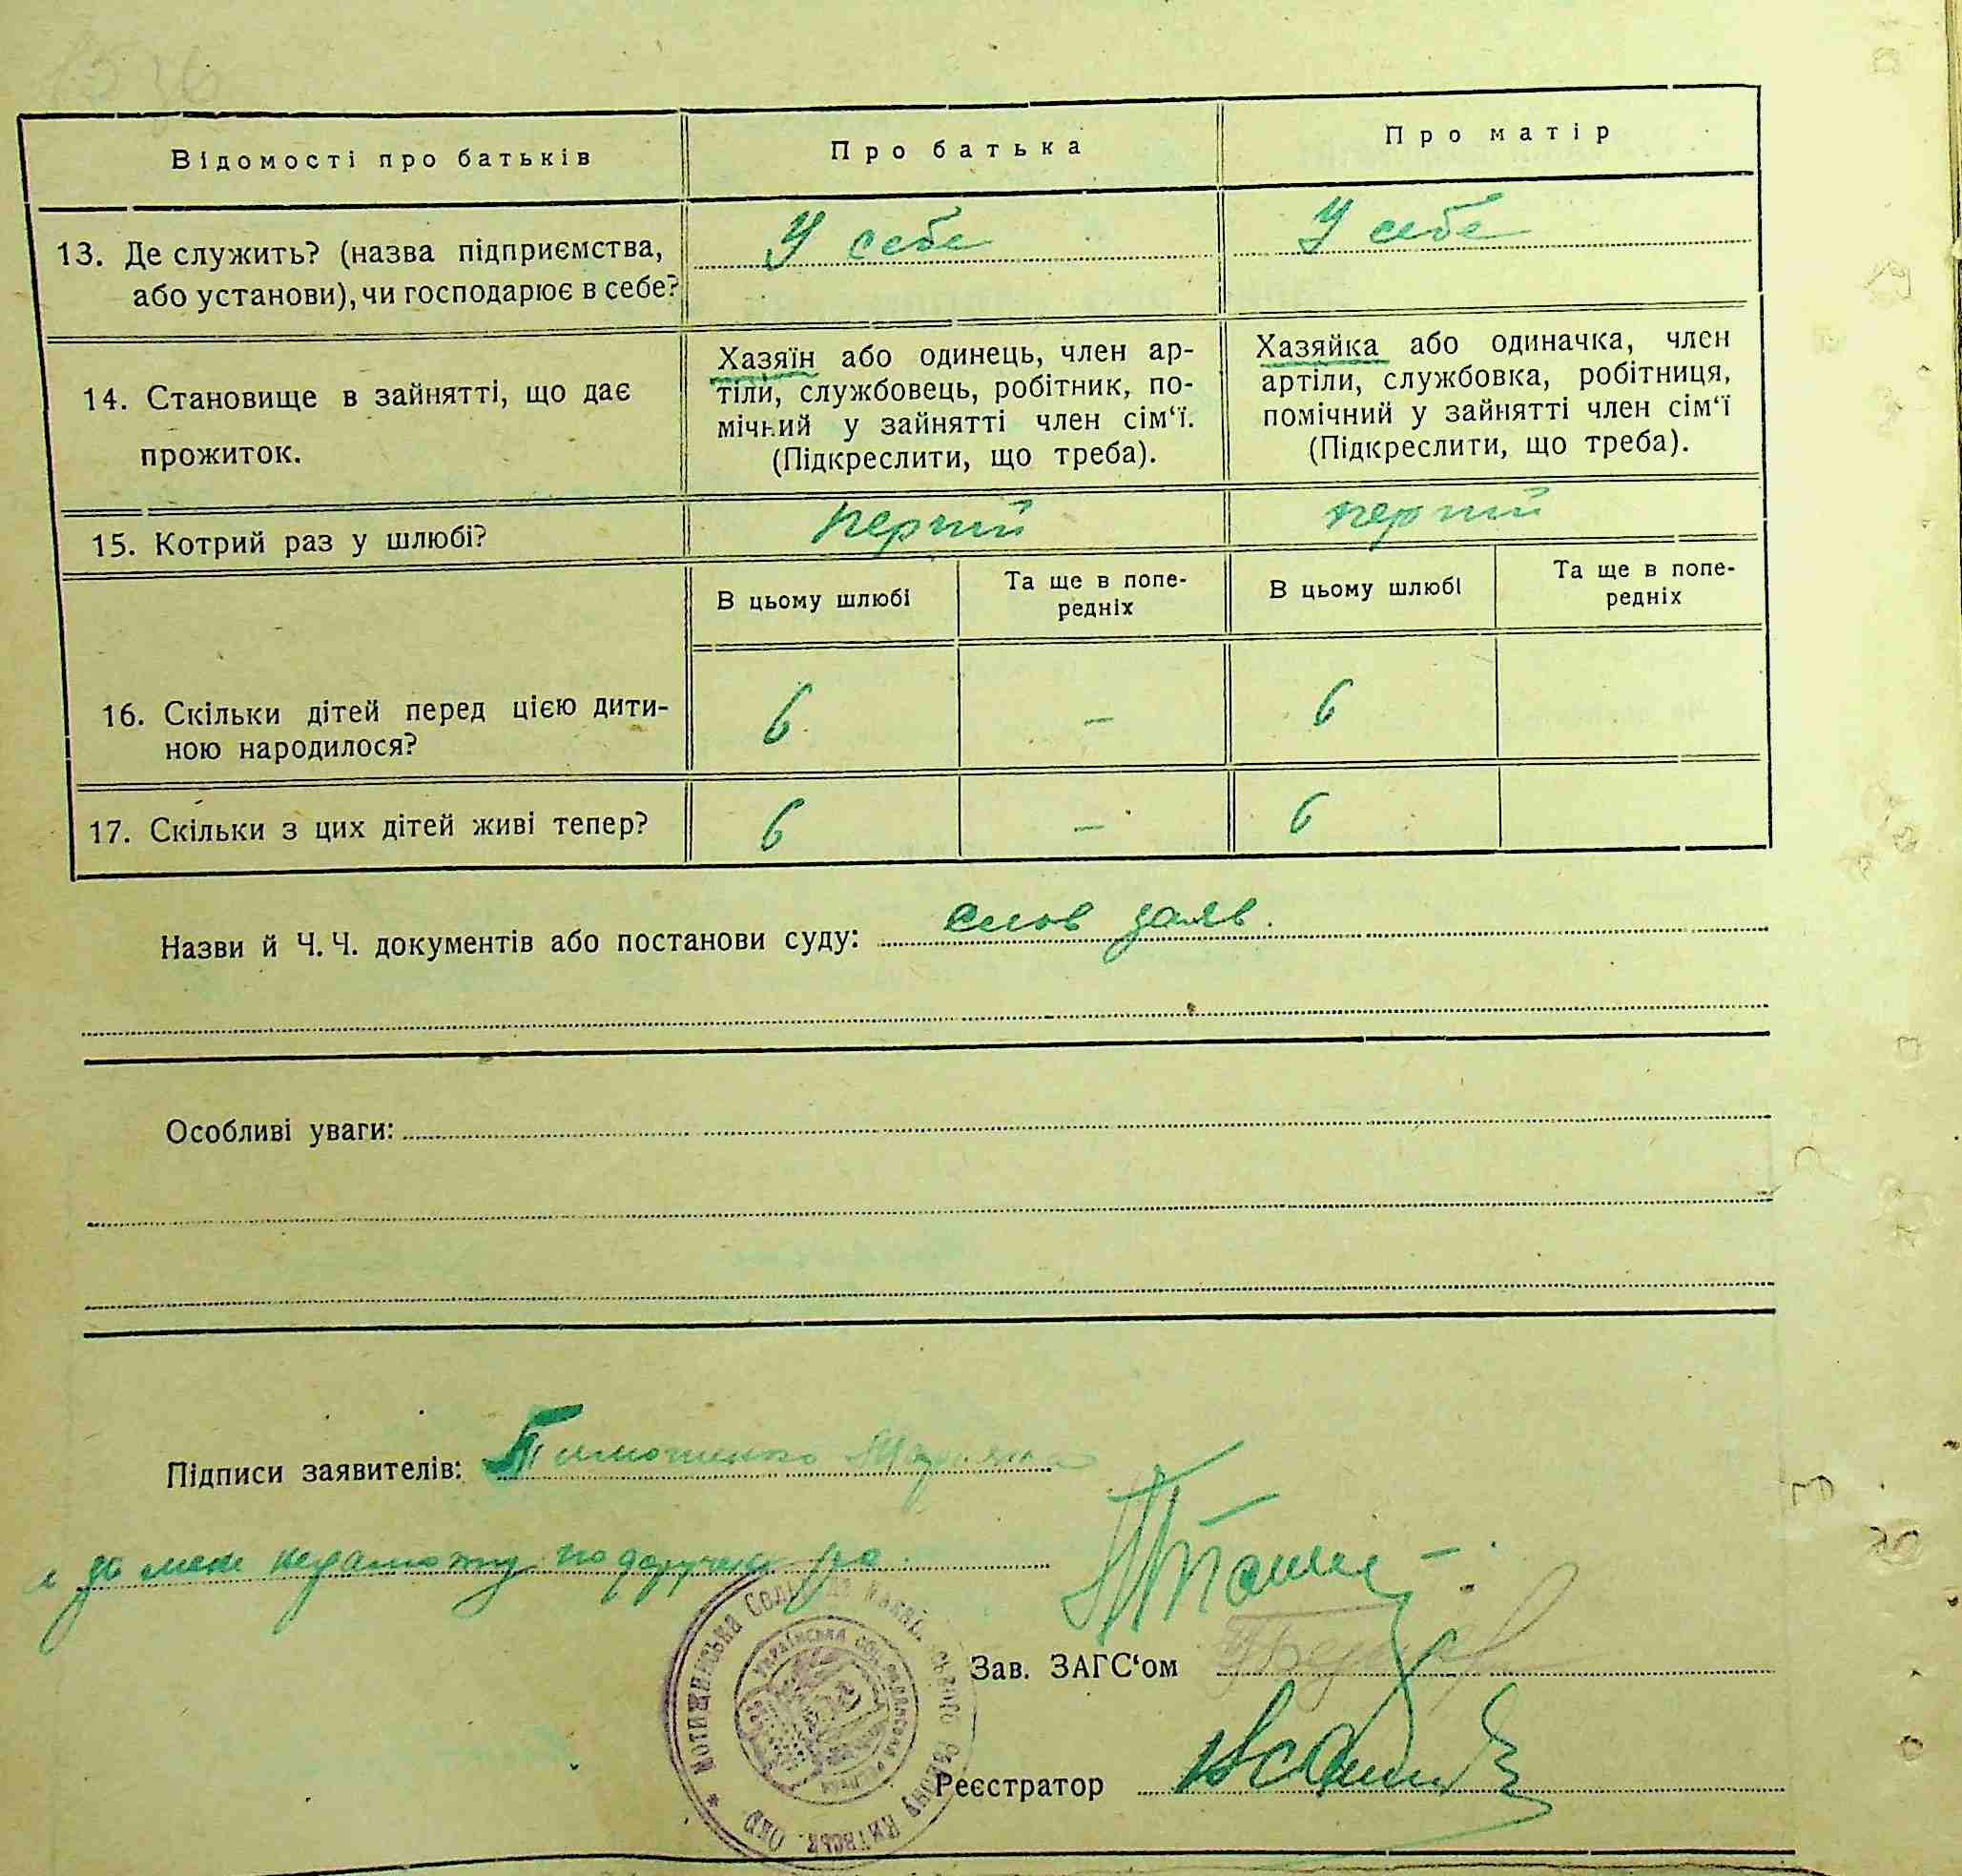 Відомості про батьків
Про батька
Про матір
13. Де служить? (назва підприємства,
або установи), чи господарює в себе?
У себе
У себе
14. Становище в зайнятті, що дає
прожиток.
Хазяїн або одинець, член ар-
тіли, службовець, робітник, по-
мічний у зайнятті член сім‘ї.
(Підкреслити, що треба).
Хазяйка або одиначка, член
артіли, службовка, робітниця,
помічний у зайнятті член сім‘ї
(Підкреслити, що треба).
15. Котрий раз у шлюбі?
перший
перший
В цьому шлюбі
Та ще в попе-
редніх
В цьому шлюбі
Та ще в попе-
редніх
16. Скільки дітей перед цією дити-
ною народилося?
6
–
6
17. Скільки з цих дітей живі тепер?
6
–
6
Назви й Ч. Ч. документів або постанови суду: слов заяв.
Особливі уваги:
Підписи заявителів: Тимошенко
Зав. ЗАГС‘ом
Реєстратор